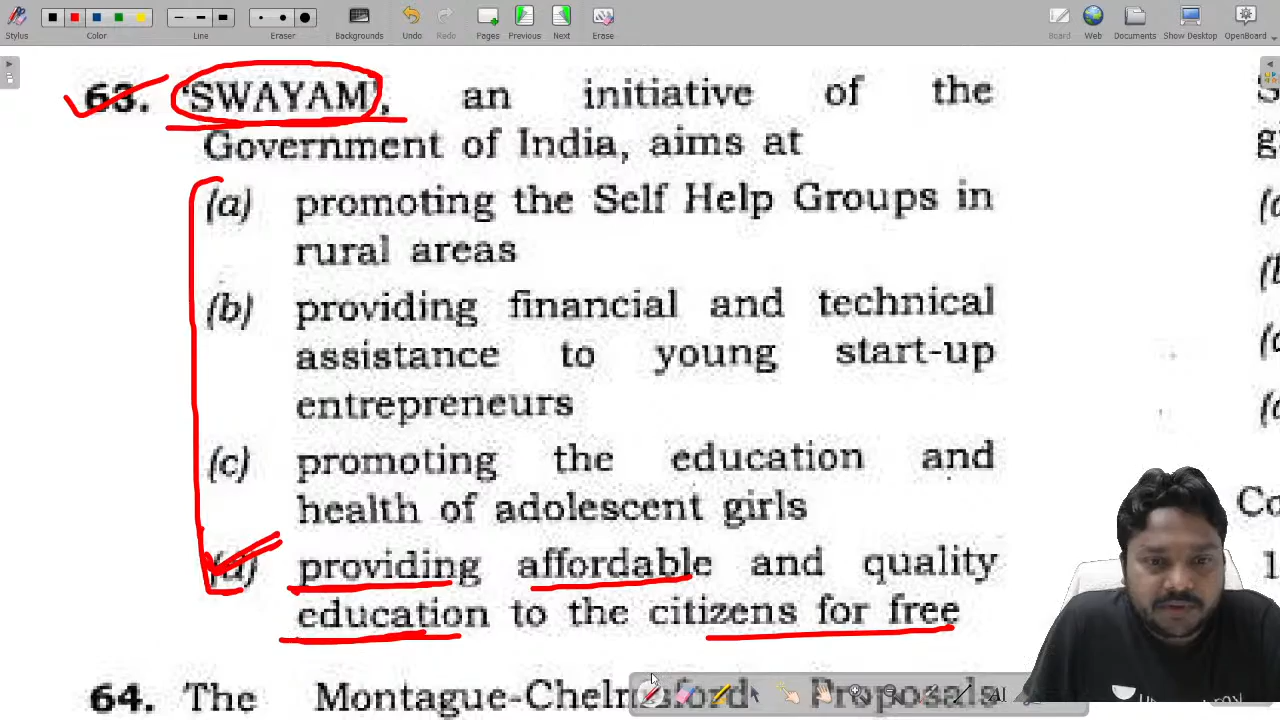 Stylus Color Line Eraser Backgrounds Undo Redo Pages Previous Next Erase Board Web Documents Show Desktop OpenBoard
63. 'SWAYAM', an initiative of the
Government of India, aims at
(a) promoting the Self Help Groups in
rural areas
(b) providing financial and technical
assistance to young start-up
entrepreneurs
(c) promoting the education and
health of adolescent girls
(d) providing affordable and quality
education to the citizens for free
64. The Montague-Chelmsford Proposals
Co
1